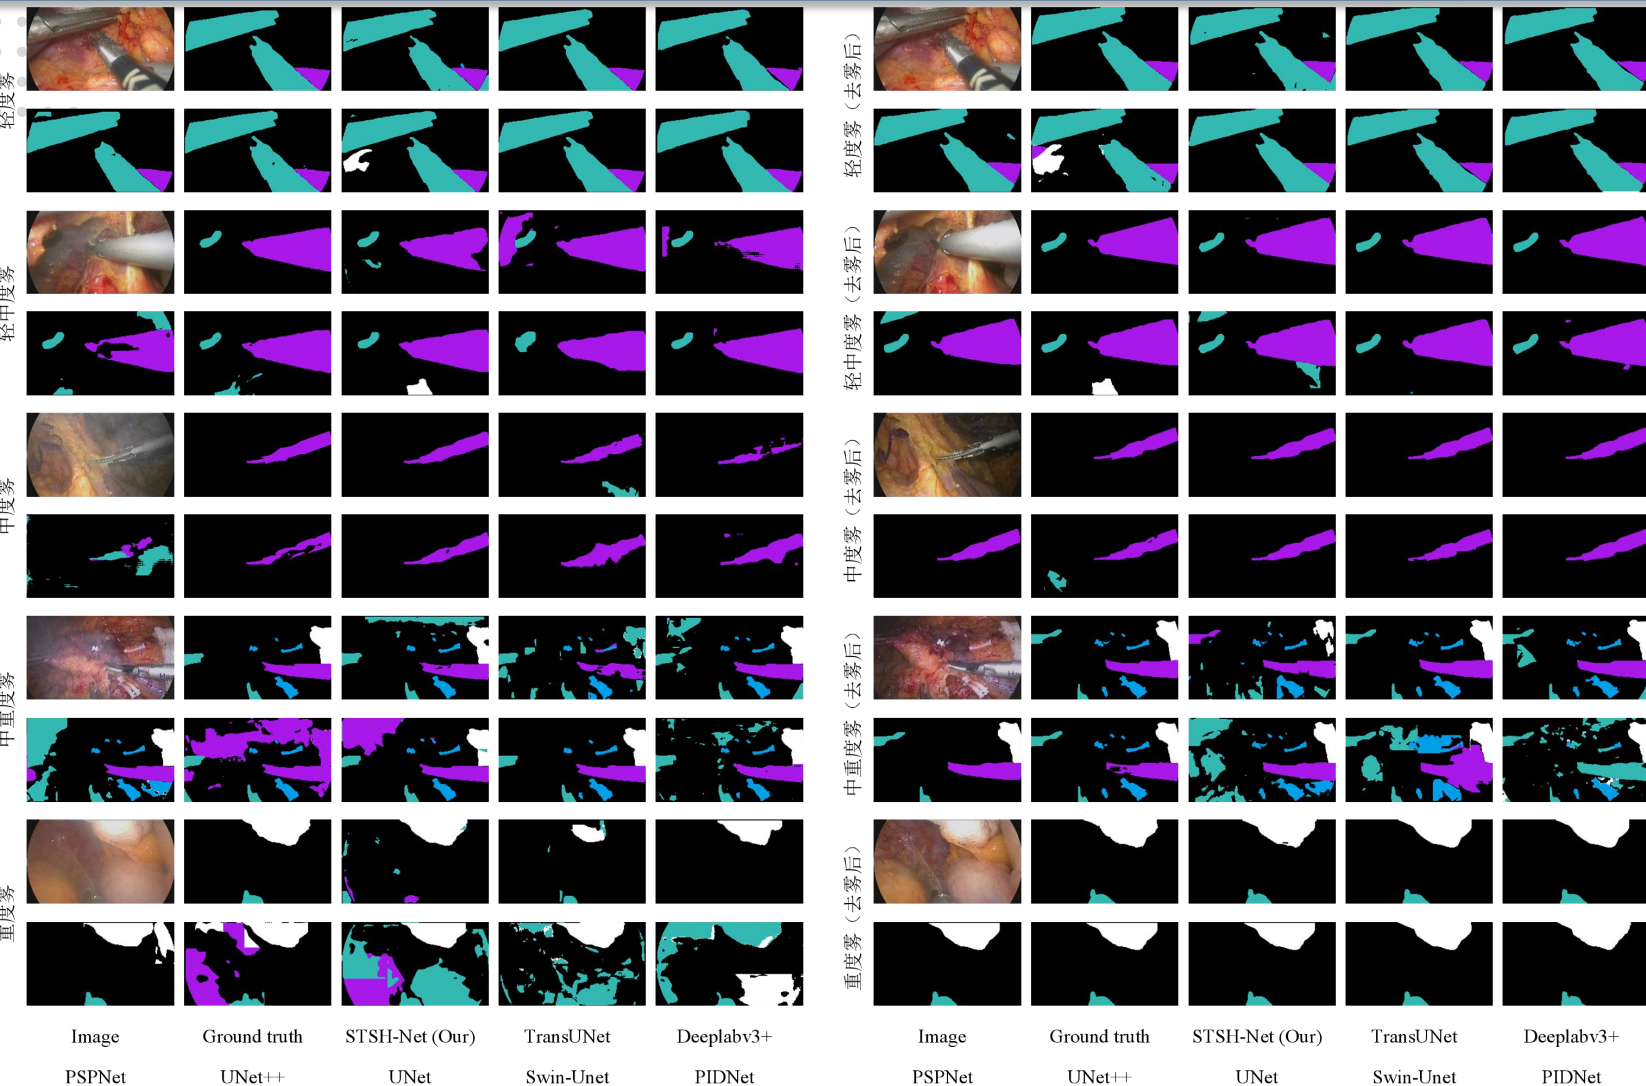 轻度雾
轻中度雾
中度雾
中重度雾
重度雾
Image Ground truth STSH-Net (Our) TransUNet Deeplabv3+
PSPNet UNet++ UNet Swin-Unet PIDNet
轻度雾（去雾后）
轻中度雾（去雾后）
中度雾（去雾后）
中重度雾（去雾后）
重度雾（去雾后）
Image Ground truth STSH-Net (Our) TransUNet Deeplabv3+
PSPNet UNet++ UNet Swin-Unet PIDNet